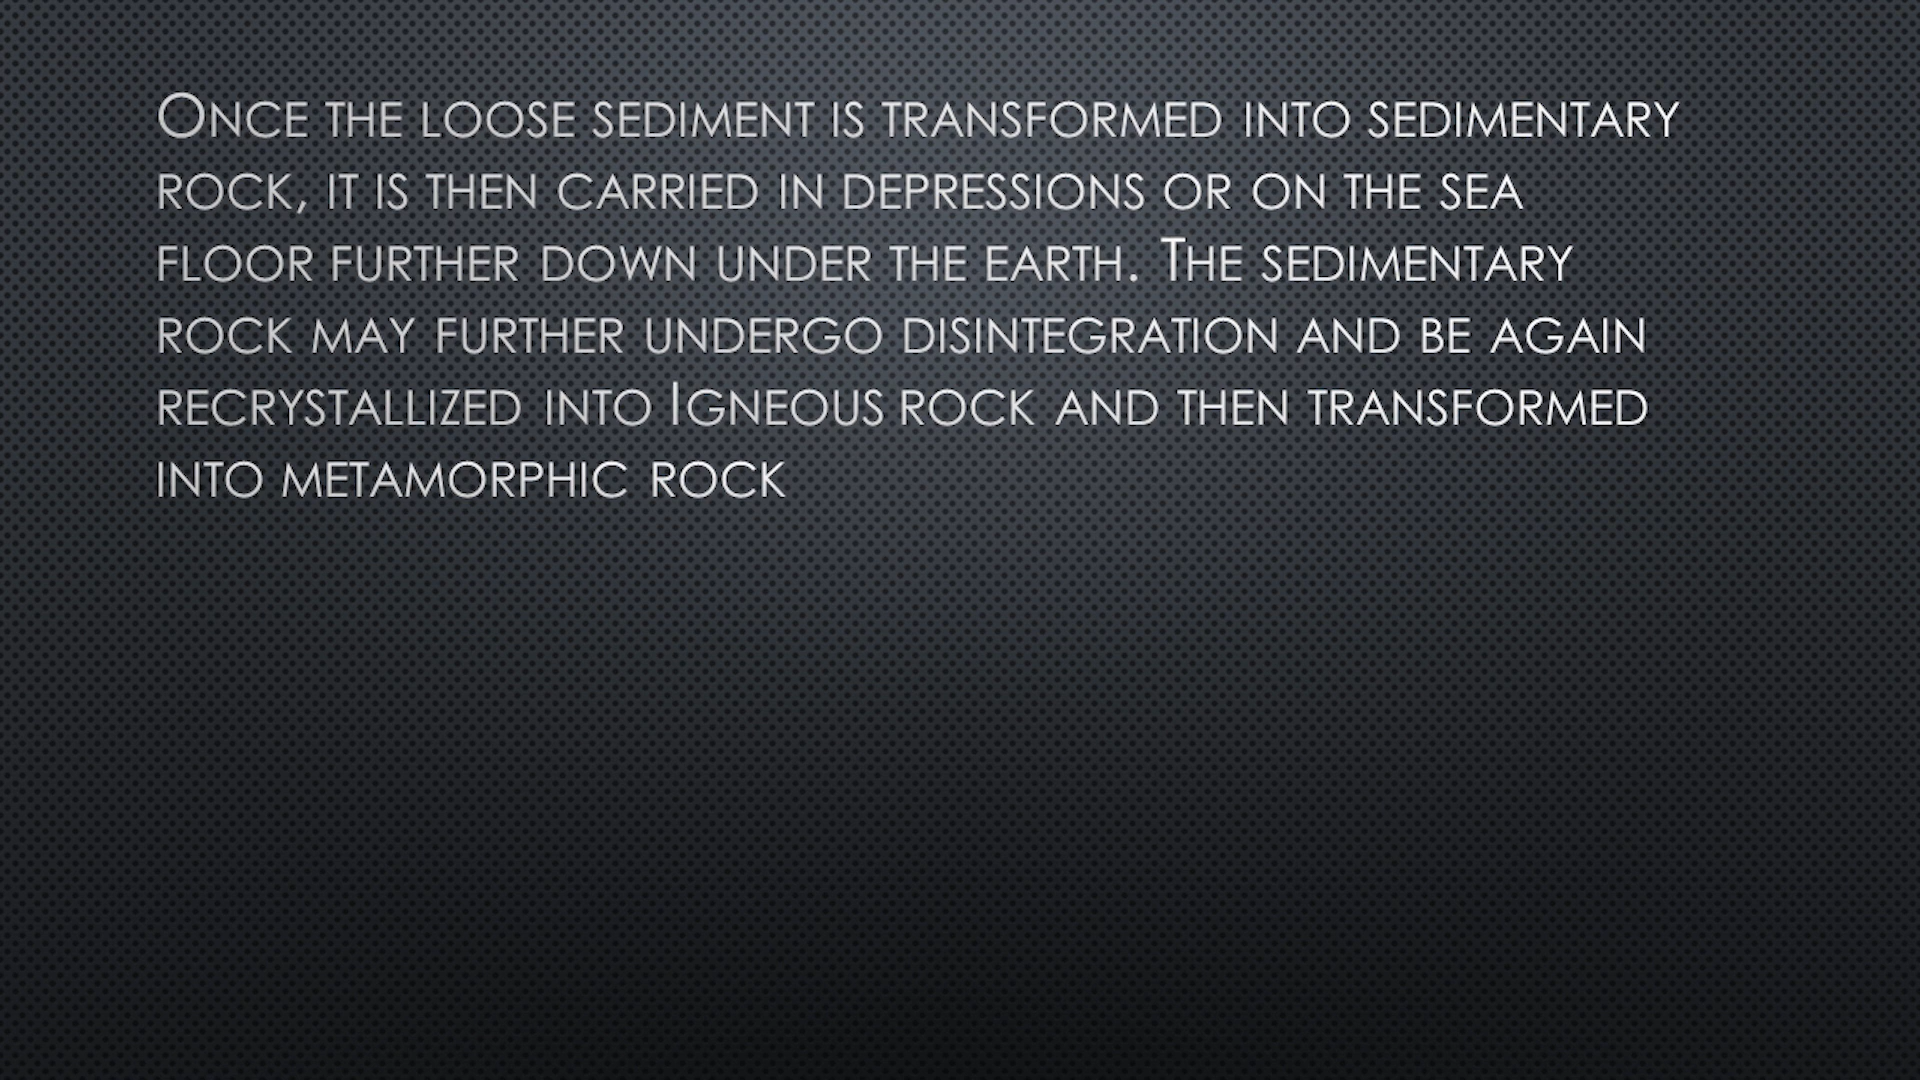 Once the loose sediment is transformed into sedimentary
rock, it is then carried in depressions or on the sea
floor further down under the earth. The sedimentary
rock may further undergo disintegration and be again
recrystallized into Igneous rock and then transformed
into metamorphic rock